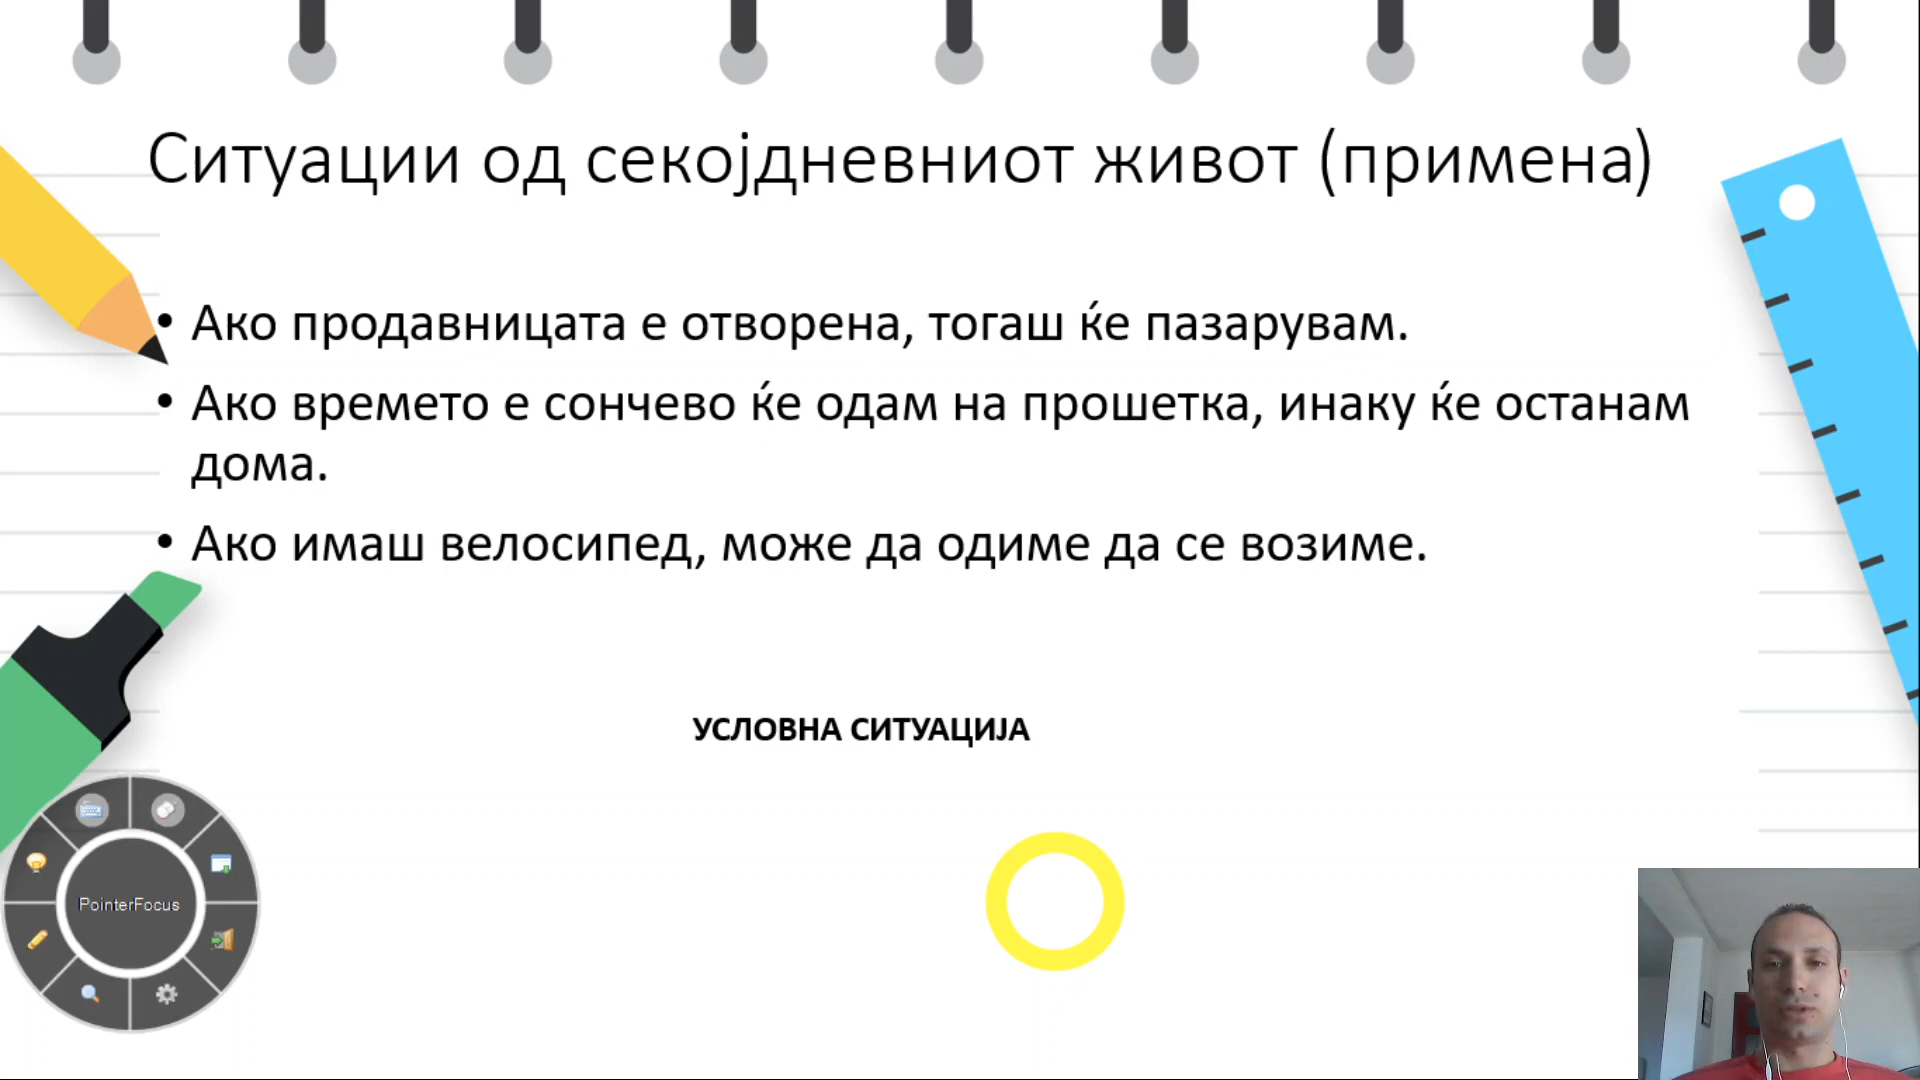 Ситуации од секојдневниот живот (примена)
• Ако продавницата е отворена, тогаш ќе пазарувам.
• Ако времето е сончево ќе одам на прошетка, инаку ќе останам
дома.
• Ако имаш велосипед, може да одиме да се возиме.
УСЛОВНА СИТУАЦИЈА
PointerFocus